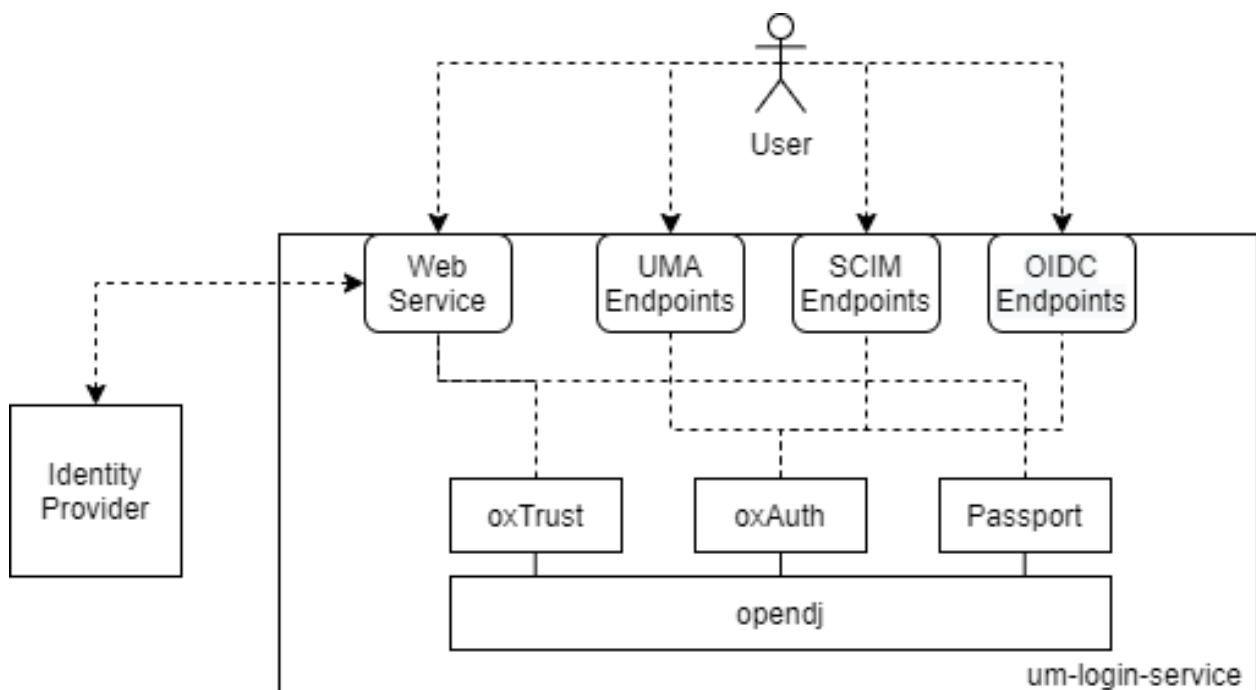 User
Web
Service
UMA
Endpoints
SCIM
Endpoints
OIDC
Endpoints
Identity
Provider
oxTrust
oxAuth
Passport
opendj
um-login-service